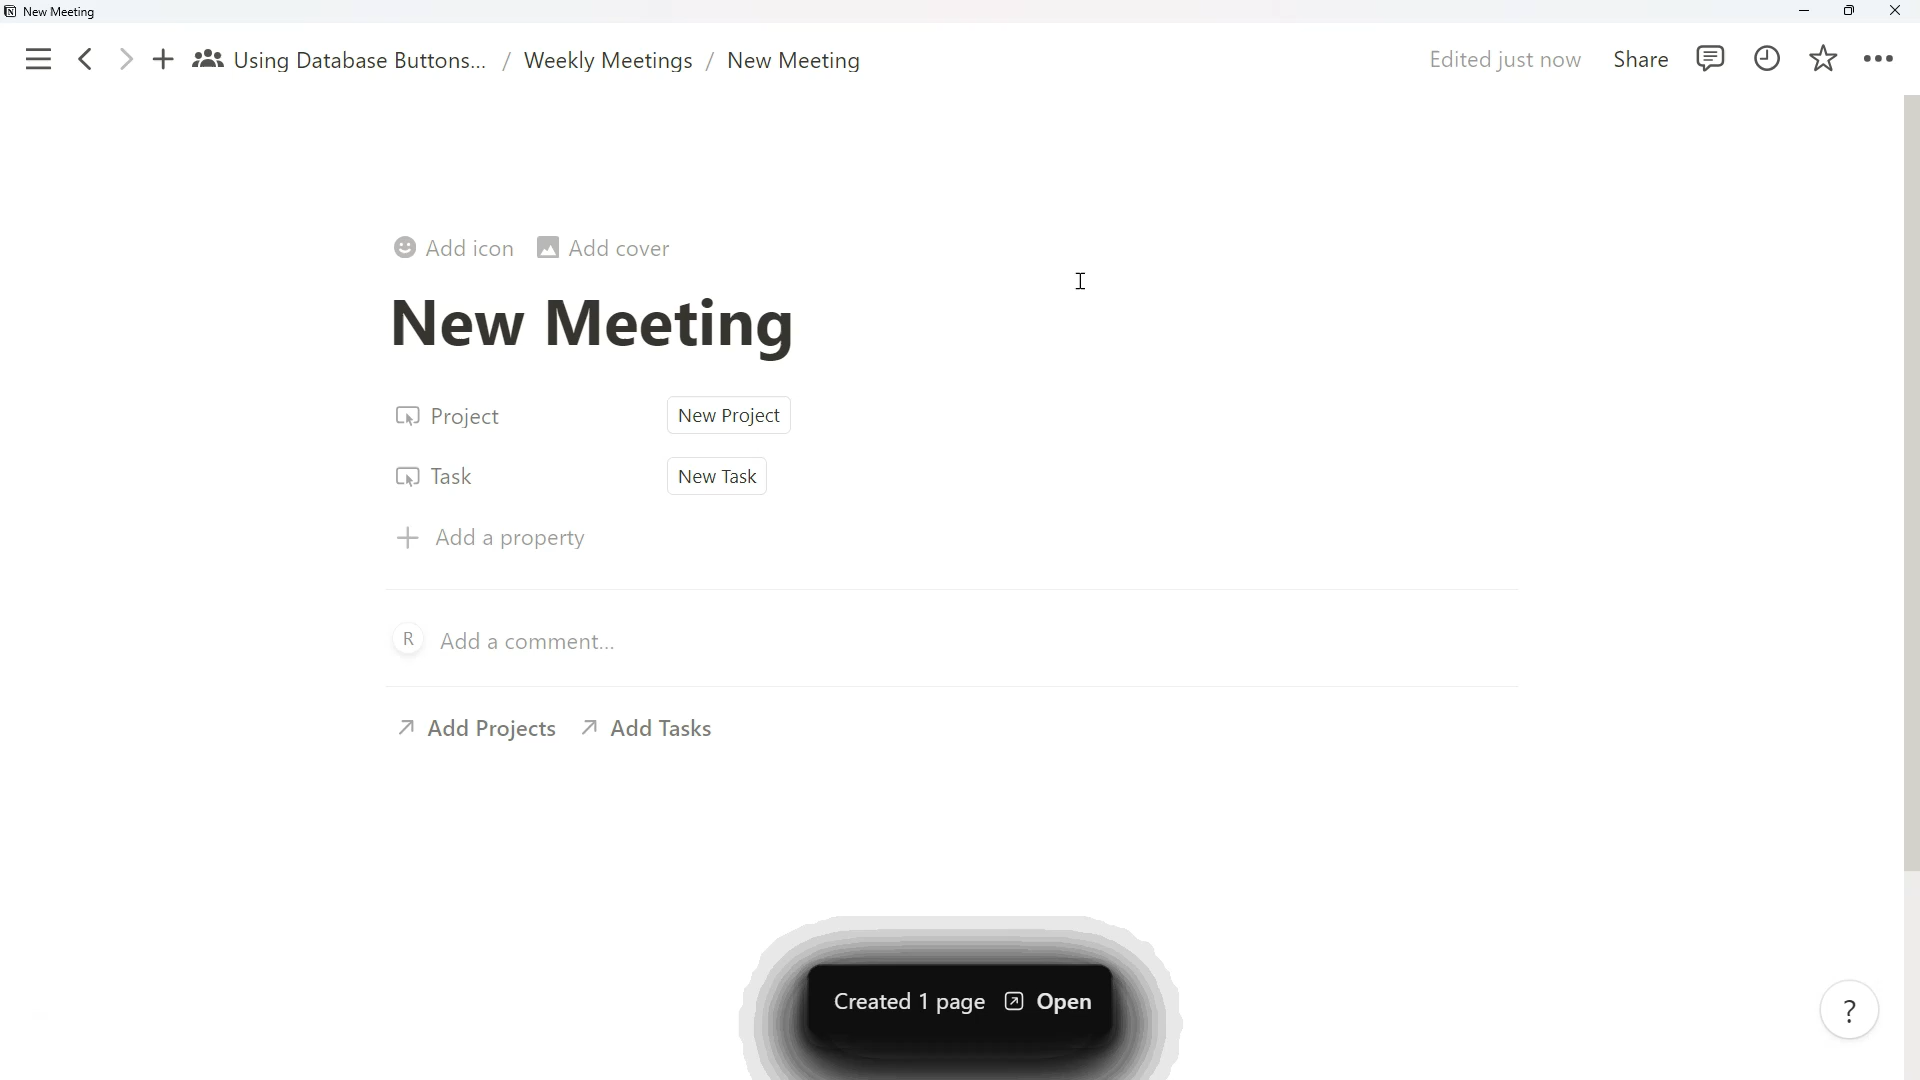 New Meeting
Using Database Buttons... / Weekly Meetings / New Meeting
Edited just now Share
Add icon Add cover
New Meeting
Project New Project
Task New Task
Add a property
R Add a comment...
Add Projects Add Tasks
Created 1 page Open
?